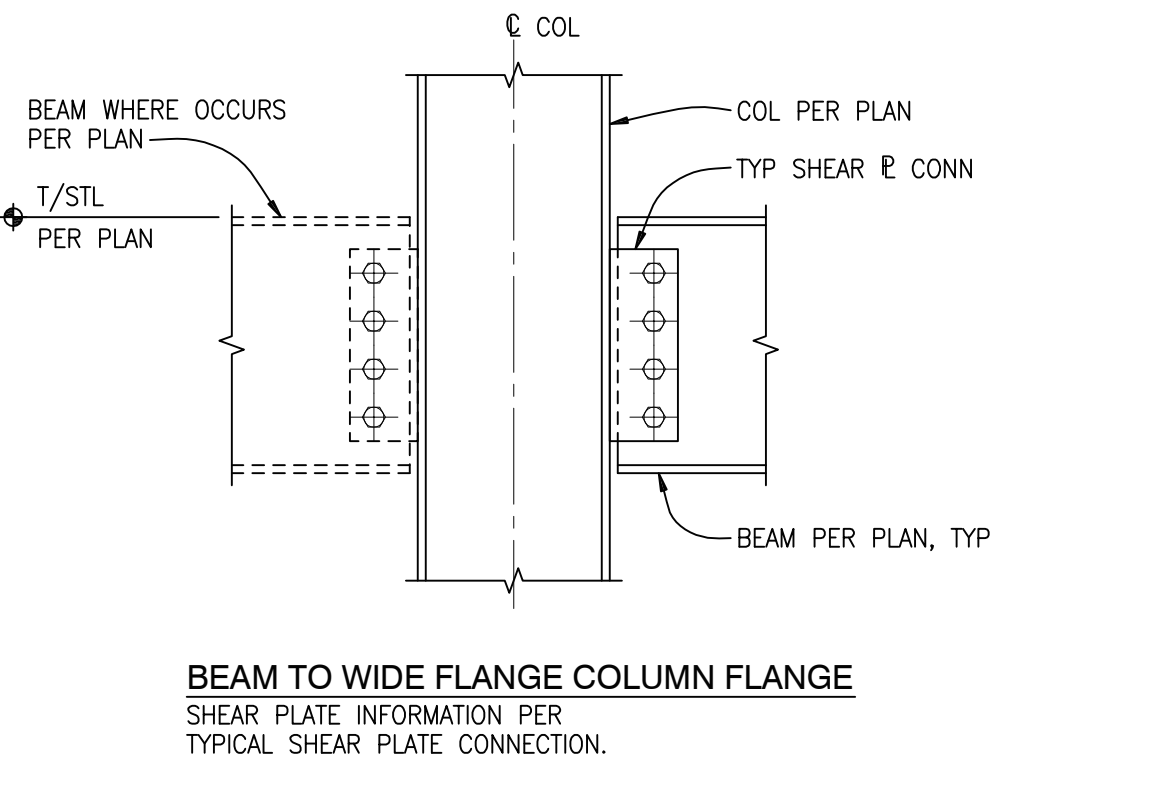 ℄ COL
BEAM WHERE OCCURS
PER PLAN
COL PER PLAN
TYP SHEAR ⅊ CONN
T/STL
PER PLAN
BEAM PER PLAN, TYP
BEAM TO WIDE FLANGE COLUMN FLANGE
SHEAR PLATE INFORMATION PER
TYPICAL SHEAR PLATE CONNECTION.